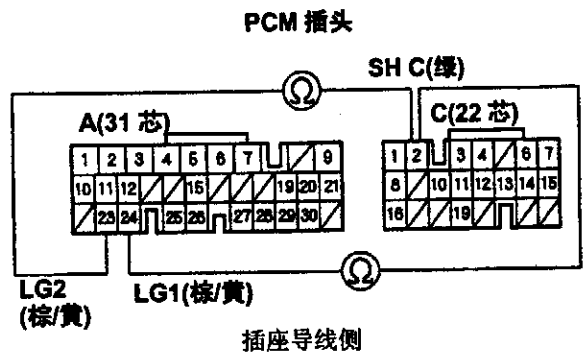 PCM 插头
SH C(绿)
Ω
A(31 芯)
C(22 芯)
1 2 3 4 5 6 7 9
10 11 12 15 19 20 21
23 24 25 26 27 28 29 30
1 2 3 4 6 7
8 10 11 12 13 14 15
16 19
Ω
LG2
(棕/黄)
LG1(棕/黄)
插座导线侧